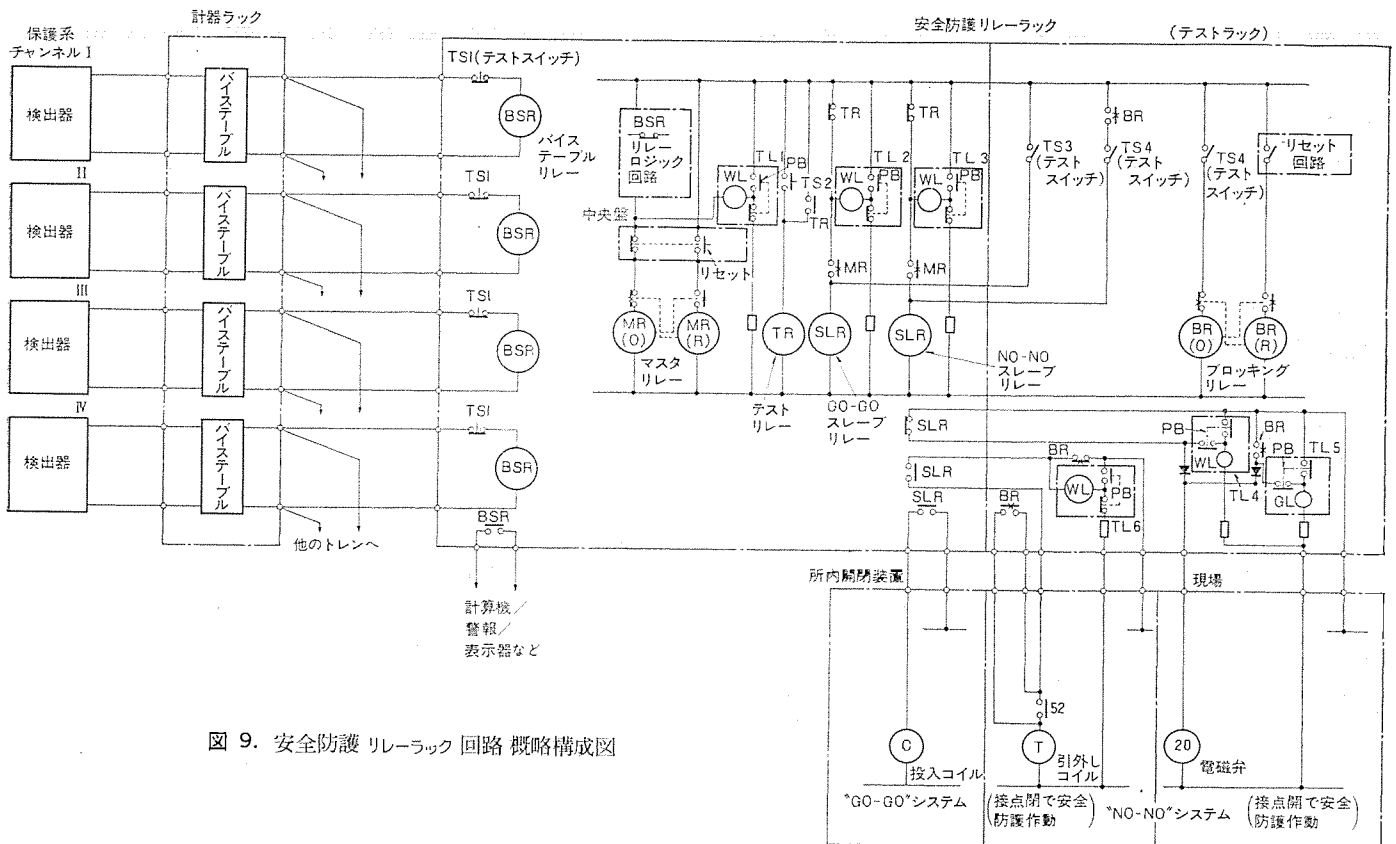 保護系
チャンネル I
計器ラック
安全防護リレーラック
(テストラック)
検出器
バイステーブル
TSI(テストスイッチ)
BSR
バイス
テーブル
リレー
II
検出器
バイステーブル
TSI
BSR
III
検出器
バイステーブル
TSI
BSR
IV
検出器
バイステーブル
TSI
BSR
他のトレンへ
BSR
計算機/
警報/
表示器など
BSR
リレー
ロジック
回路
中央盤
リセット
MR
(O)
MR
(R)
マスタ
リレー
WL
TL1
PB
TS2
TR
TR
テスト
リレー
TR
WL
PB
TL2
MR
SLR
GO-GO
スレーブ
リレー
TR
WL
PB
TL3
MR
SLR
NO-NO
スレーブ
リレー
TS3
(テスト
スイッチ)
BR
TS4
(テスト
スイッチ)
TS4
(テスト
スイッチ)
リセット
回路
BR
(O)
BR
(R)
ブロッキング
リレー
SLR
SLR
SLR
BR
BR
WL
PB
TL6
PB
WL
TL4
BR
PB
GL
TL5
所内開閉装置
現場
C
投入コイル
52
T
引外し
コイル
20
電磁弁
"GO-GO"システム
(接点閉で安全
防護作動)
"NO-NO"システム
(接点開で安全
防護作動)
図 9. 安全防護 リレーラック 回路 概略構成図